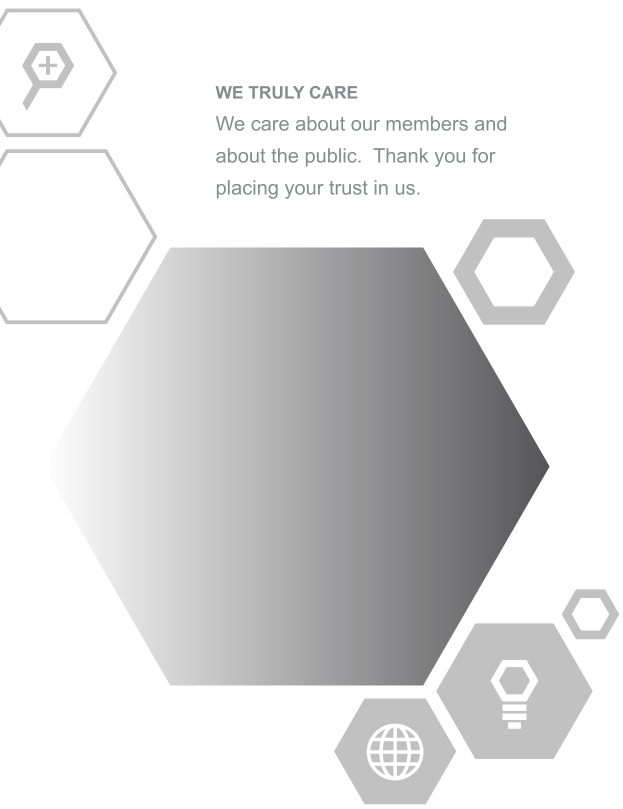 WE TRULY CARE
We care about our members and
about the public.  Thank you for
placing your trust in us.